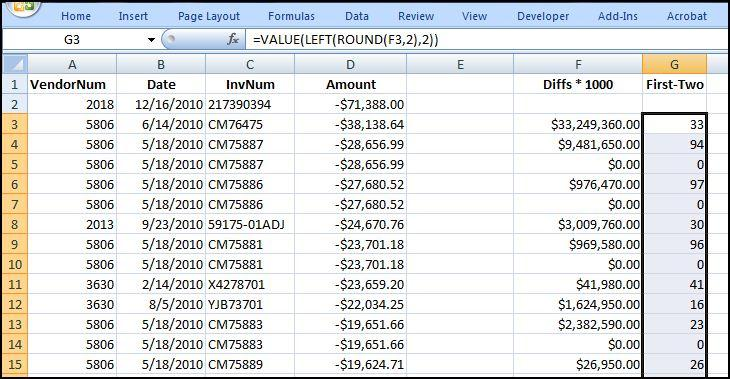 Home Insert Page Layout Formulas Data Review View Developer Add-Ins Acrobat
G3 fx =VALUE(LEFT(ROUND(F3,2),2))
A B C D E F G
1 VendorNum Date InvNum Amount Diffs * 1000 First-Two
2 2018 12/16/2010 217390394 -$71,388.00
3 5806 6/14/2010 CM76475 -$38,138.64 $33,249,360.00 33
4 5806 5/18/2010 CM75887 -$28,656.99 $9,481,650.00 94
5 5806 5/18/2010 CM75887 -$28,656.99 $0.00 0
6 5806 5/18/2010 CM75886 -$27,680.52 $976,470.00 97
7 5806 5/18/2010 CM75886 -$27,680.52 $0.00 0
8 2013 9/23/2010 59175-01ADJ -$24,670.76 $3,009,760.00 30
9 5806 5/18/2010 CM75881 -$23,701.18 $969,580.00 96
10 5806 5/18/2010 CM75881 -$23,701.18 $0.00 0
11 3630 2/14/2010 X4278701 -$23,659.20 $41,980.00 41
12 3630 8/5/2010 YJB73701 -$22,034.25 $1,624,950.00 16
13 5806 5/18/2010 CM75883 -$19,651.66 $2,382,590.00 23
14 5806 5/18/2010 CM75883 -$19,651.66 $0.00 0
15 5806 5/18/2010 CM75889 -$19,624.71 $26,950.00 26